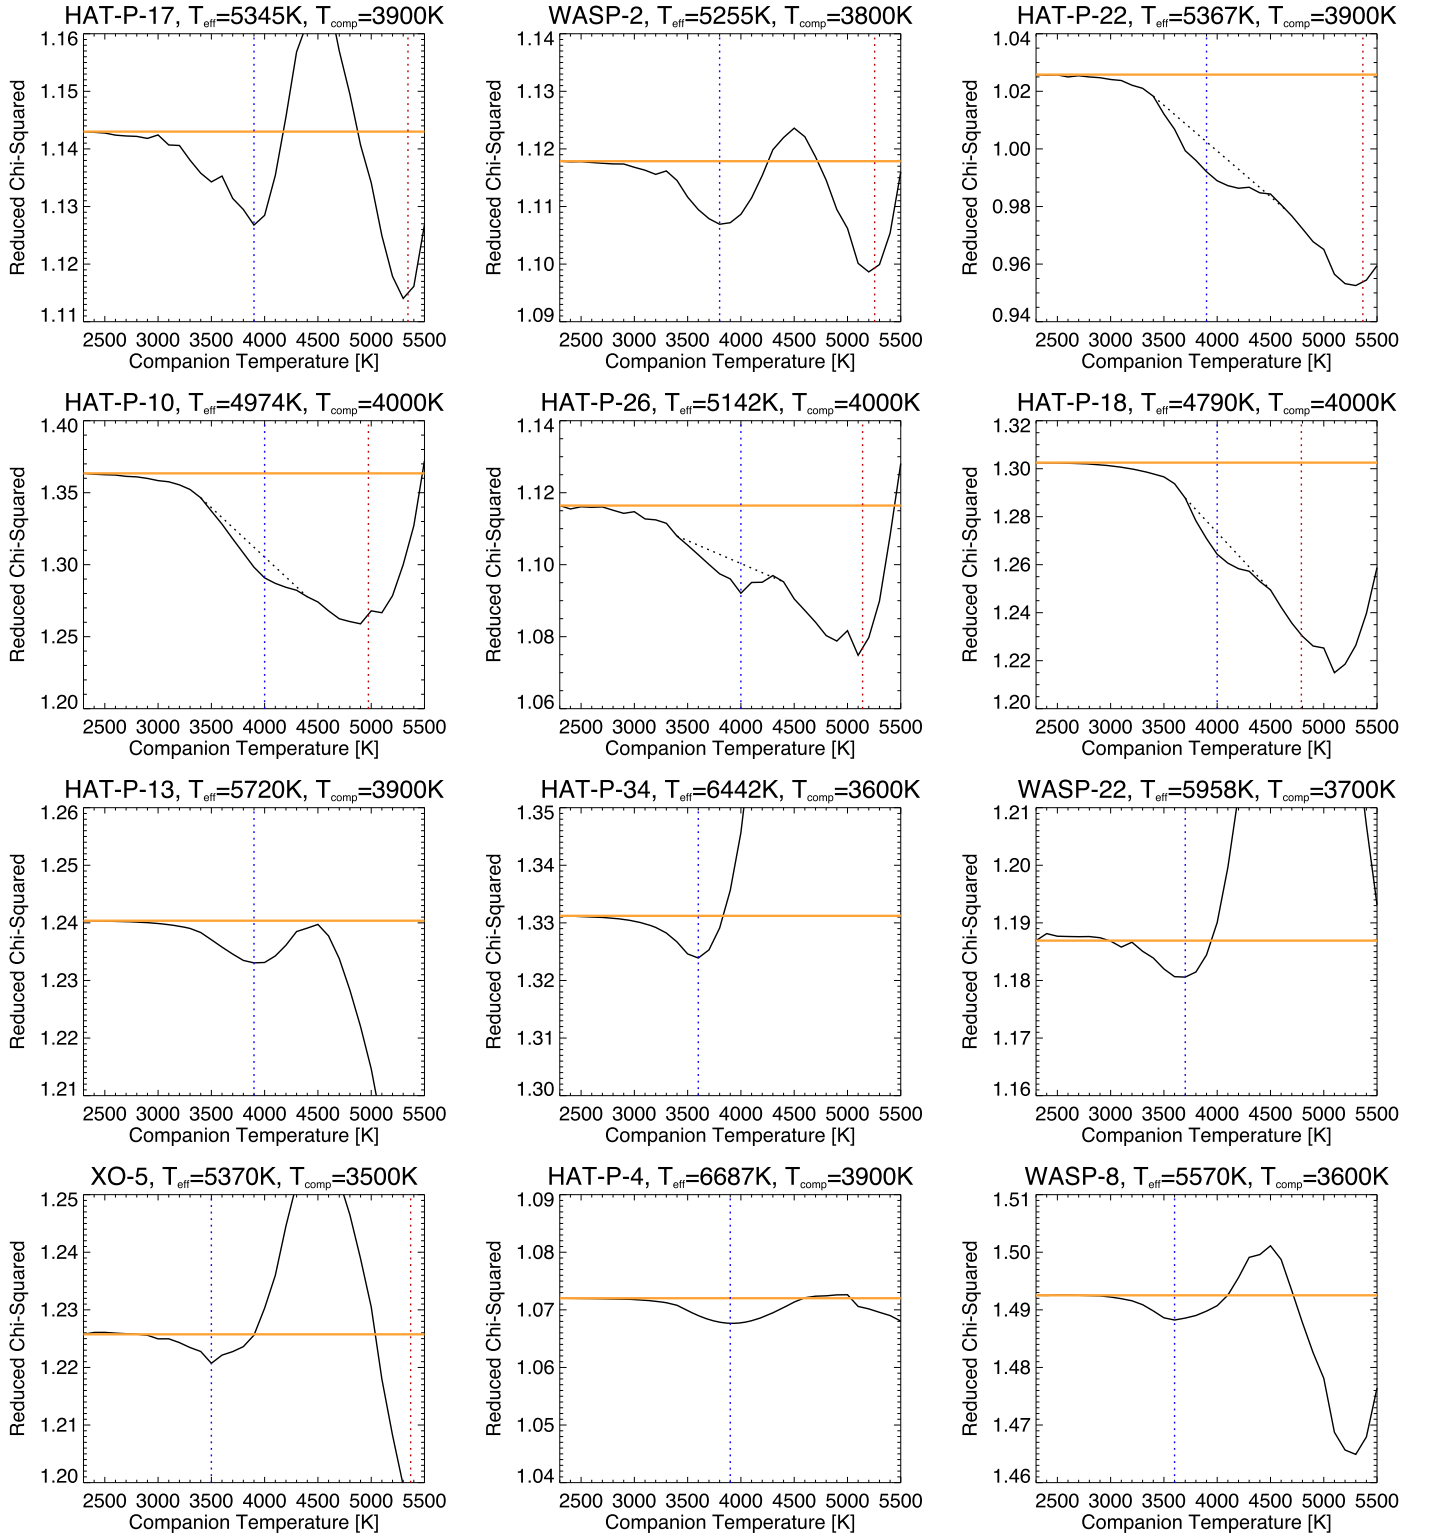 HAT-P-17, Teff=5345K, Tcomp=3900K
1.16
1.15
1.14
1.13
1.12
1.11
Reduced Chi-Squared
2500 3000 3500 4000 4500 5000 5500
Companion Temperature [K]
WASP-2, Teff=5255K, Tcomp=3800K
1.14
1.13
1.12
1.11
1.10
1.09
Reduced Chi-Squared
2500 3000 3500 4000 4500 5000 5500
Companion Temperature [K]
HAT-P-22, Teff=5367K, Tcomp=3900K
1.04
1.02
1.00
0.98
0.96
0.94
Reduced Chi-Squared
2500 3000 3500 4000 4500 5000 5500
Companion Temperature [K]
HAT-P-10, Teff=4974K, Tcomp=4000K
1.40
1.35
1.30
1.25
1.20
Reduced Chi-Squared
2500 3000 3500 4000 4500 5000 5500
Companion Temperature [K]
HAT-P-26, Teff=5142K, Tcomp=4000K
1.14
1.12
1.10
1.08
1.06
Reduced Chi-Squared
2500 3000 3500 4000 4500 5000 5500
Companion Temperature [K]
HAT-P-18, Teff=4790K, Tcomp=4000K
1.32
1.30
1.28
1.26
1.24
1.22
1.20
Reduced Chi-Squared
2500 3000 3500 4000 4500 5000 5500
Companion Temperature [K]
HAT-P-13, Teff=5720K, Tcomp=3900K
1.26
1.25
1.24
1.23
1.22
1.21
Reduced Chi-Squared
2500 3000 3500 4000 4500 5000 5500
Companion Temperature [K]
HAT-P-34, Teff=6442K, Tcomp=3600K
1.35
1.34
1.33
1.32
1.31
1.30
Reduced Chi-Squared
2500 3000 3500 4000 4500 5000 5500
Companion Temperature [K]
WASP-22, Teff=5958K, Tcomp=3700K
1.21
1.20
1.19
1.18
1.17
1.16
Reduced Chi-Squared
2500 3000 3500 4000 4500 5000 5500
Companion Temperature [K]
XO-5, Teff=5370K, Tcomp=3500K
1.25
1.24
1.23
1.22
1.21
1.20
Reduced Chi-Squared
2500 3000 3500 4000 4500 5000 5500
Companion Temperature [K]
HAT-P-4, Teff=6687K, Tcomp=3900K
1.09
1.08
1.07
1.06
1.05
1.04
Reduced Chi-Squared
2500 3000 3500 4000 4500 5000 5500
Companion Temperature [K]
WASP-8, Teff=5570K, Tcomp=3600K
1.51
1.50
1.49
1.48
1.47
1.46
Reduced Chi-Squared
2500 3000 3500 4000 4500 5000 5500
Companion Temperature [K]